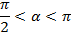 π/2 < α < π